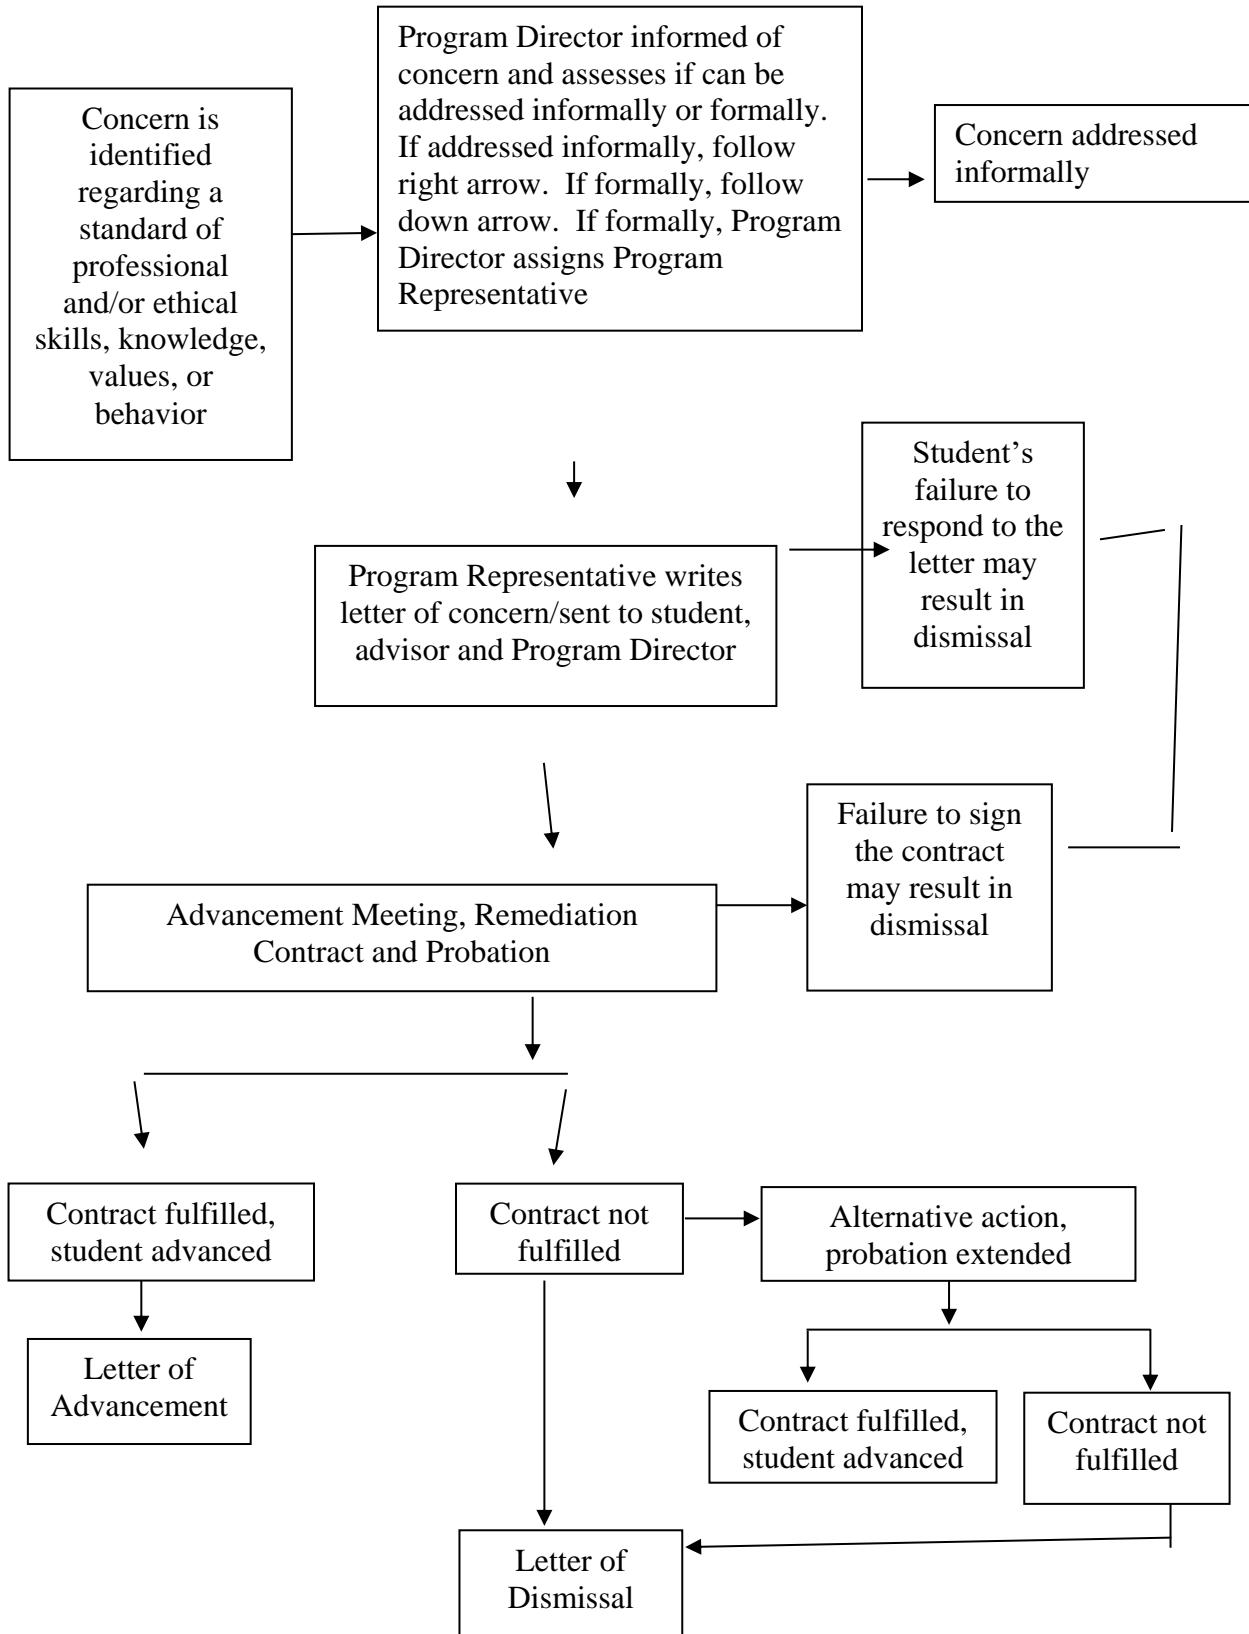 Concern is
identified
regarding a
standard of
professional
and/or ethical
skills, knowledge,
values, or
behavior
Program Director informed of
concern and assesses if can be
addressed informally or formally.
If addressed informally, follow
right arrow.  If formally, follow
down arrow.  If formally, Program
Director assigns Program
Representative
Concern addressed
informally
Program Representative writes
letter of concern/sent to student,
advisor and Program Director
Student’s
failure to
respond to the
letter may
result in
dismissal
Advancement Meeting, Remediation
Contract and Probation
Failure to sign
the contract
may result in
dismissal
Contract fulfilled,
student advanced
Contract not
fulfilled
Alternative action,
probation extended
Letter of
Advancement
Contract fulfilled,
student advanced
Contract not
fulfilled
Letter of
Dismissal